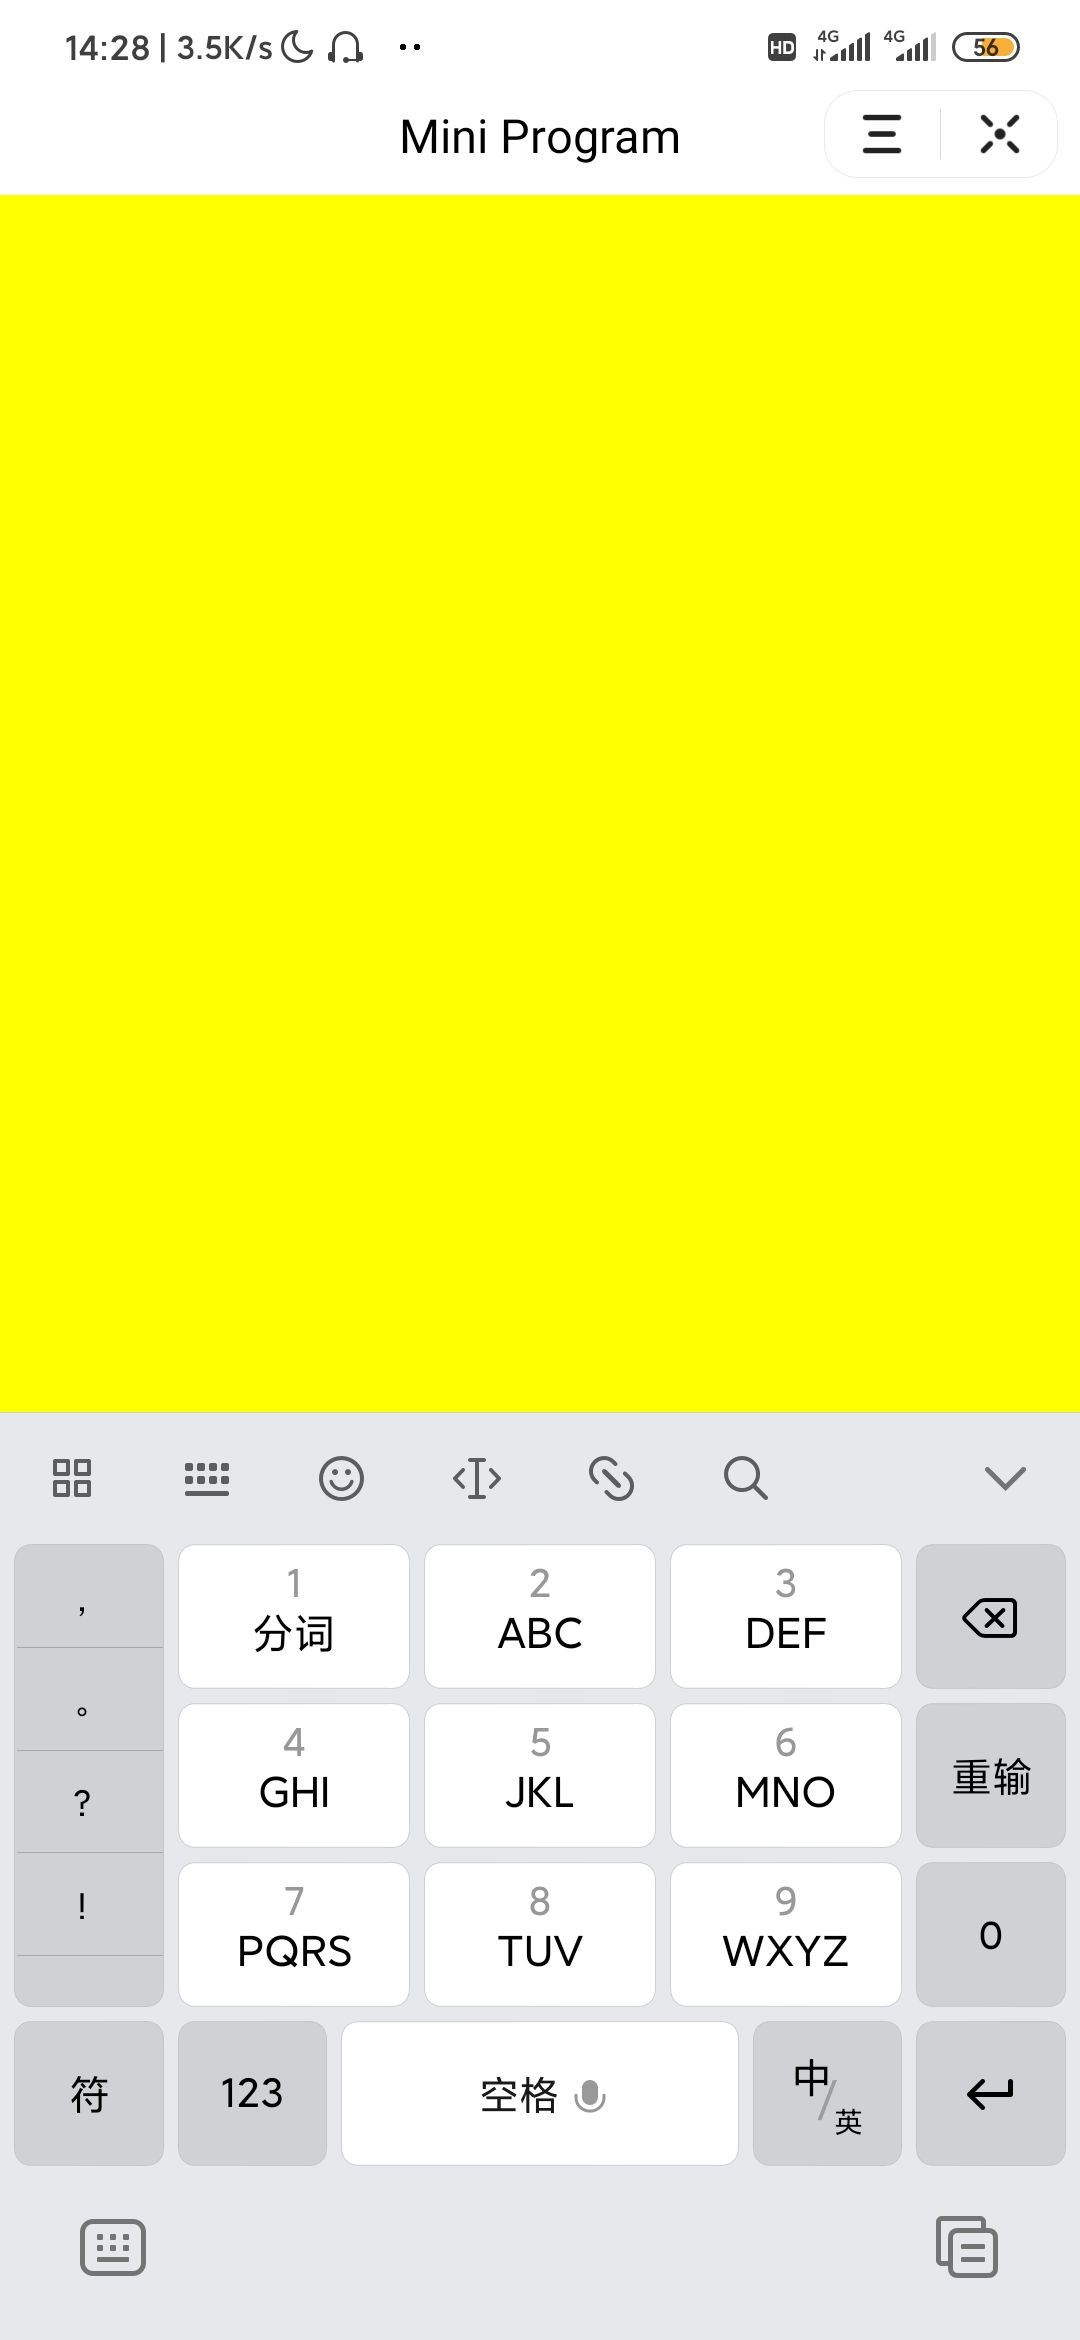 14:28 | 3.5K/s HD 4G 4G 56
Mini Program
, 1 2 3
分词 ABC DEF
。 4 5 6
? GHI JKL MNO 重输
! 7 8 9
PQRS TUV WXYZ 0
符 123 空格 中/英